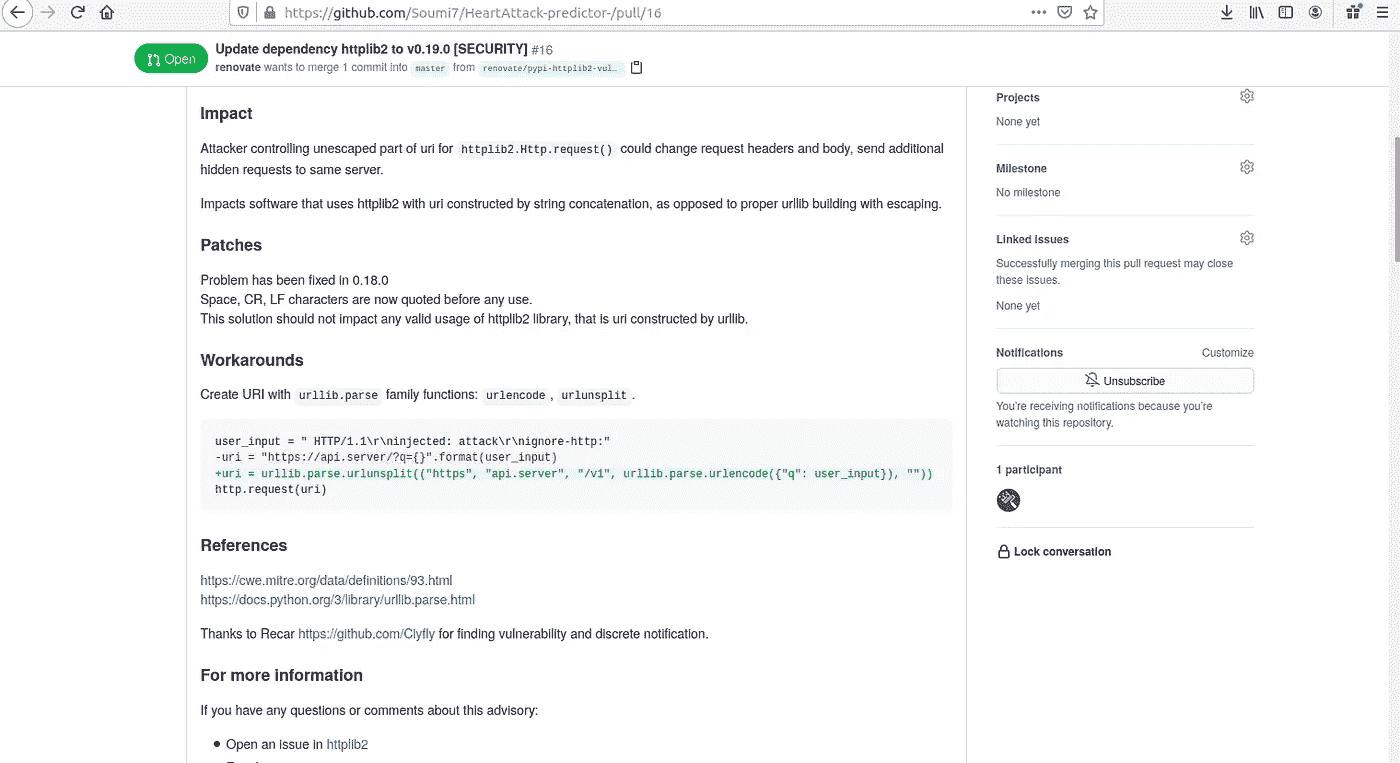 https://github.com/Soumi7/HeartAttack-predictor-/pull/16
Open
Update dependency httplib2 to v0.19.0 [SECURITY] #16
renovate wants to merge 1 commit into master from renovate/pypi-httplib2-vul…
Impact
Attacker controlling unescaped part of uri for httplib2.Http.request() could change request headers and body, send additional
hidden requests to same server.
Impacts software that uses httplib2 with uri constructed by string concatenation, as opposed to proper urllib building with escaping.
Patches
Problem has been fixed in 0.18.0
Space, CR, LF characters are now quoted before any use.
This solution should not impact any valid usage of httplib2 library, that is uri constructed by urllib.
Workarounds
Create URI with urllib.parse family functions: urlencode, urlunsplit.
user_input = " HTTP/1.1\r\ninjected: attack\r\nignore-http:"
-uri = "https://api.server/?q={}".format(user_input)
+uri = urllib.parse.urlunsplit(("https", "api.server", "/v1", urllib.parse.urlencode({"q": user_input}), ""))
http.request(uri)
References
https://cwe.mitre.org/data/definitions/93.html
https://docs.python.org/3/library/urllib.parse.html
Thanks to Recar https://github.com/Ciyfly for finding vulnerability and discrete notification.
For more information
If you have any questions or comments about this advisory:
Open an issue in httplib2
Projects
None yet
Milestone
No milestone
Linked issues
Successfully merging this pull request may close
these issues.
None yet
Notifications
Customize
Unsubscribe
You're receiving notifications because you're
watching this repository.
1 participant
Lock conversation